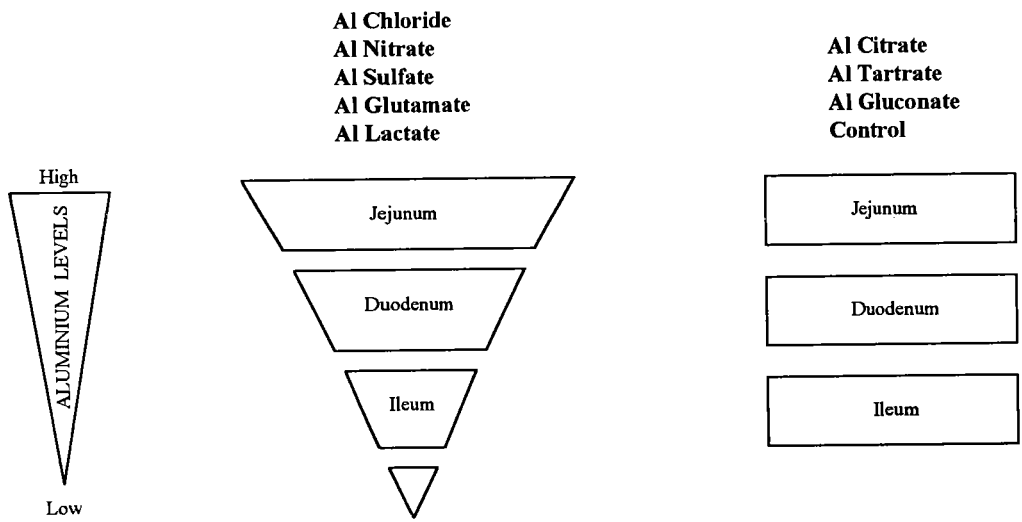 Al Chloride
Al Nitrate
Al Sulfate
Al Glutamate
Al Lactate
Al Citrate
Al Tartrate
Al Gluconate
Control
High
ALUMINIUM LEVELS
Low
Jejunum
Duodenum
Ileum
Jejunum
Duodenum
Ileum